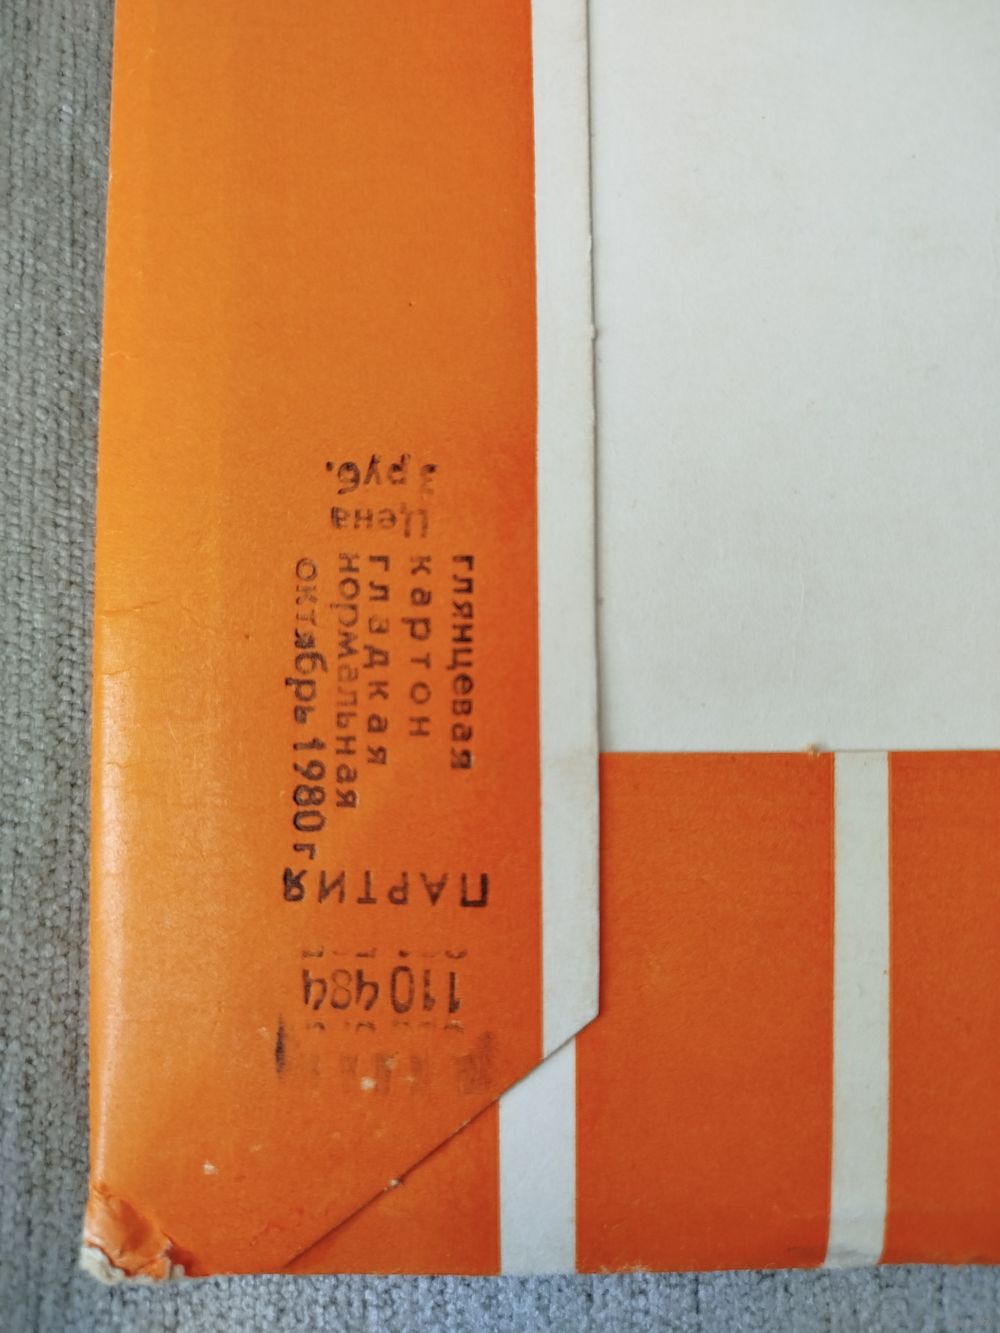 ПАРТИЯ
110484
глянцевая
картон
гладкая
нормальная
октябрь 1980 г
Цена
руб.